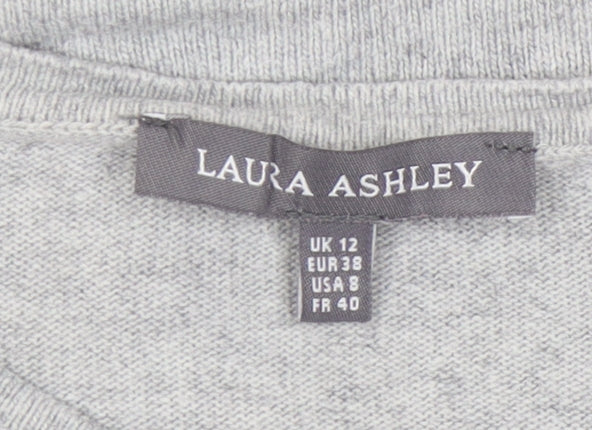 LAURA ASHLEY
UK 12
EUR 38
USA 8
FR 40